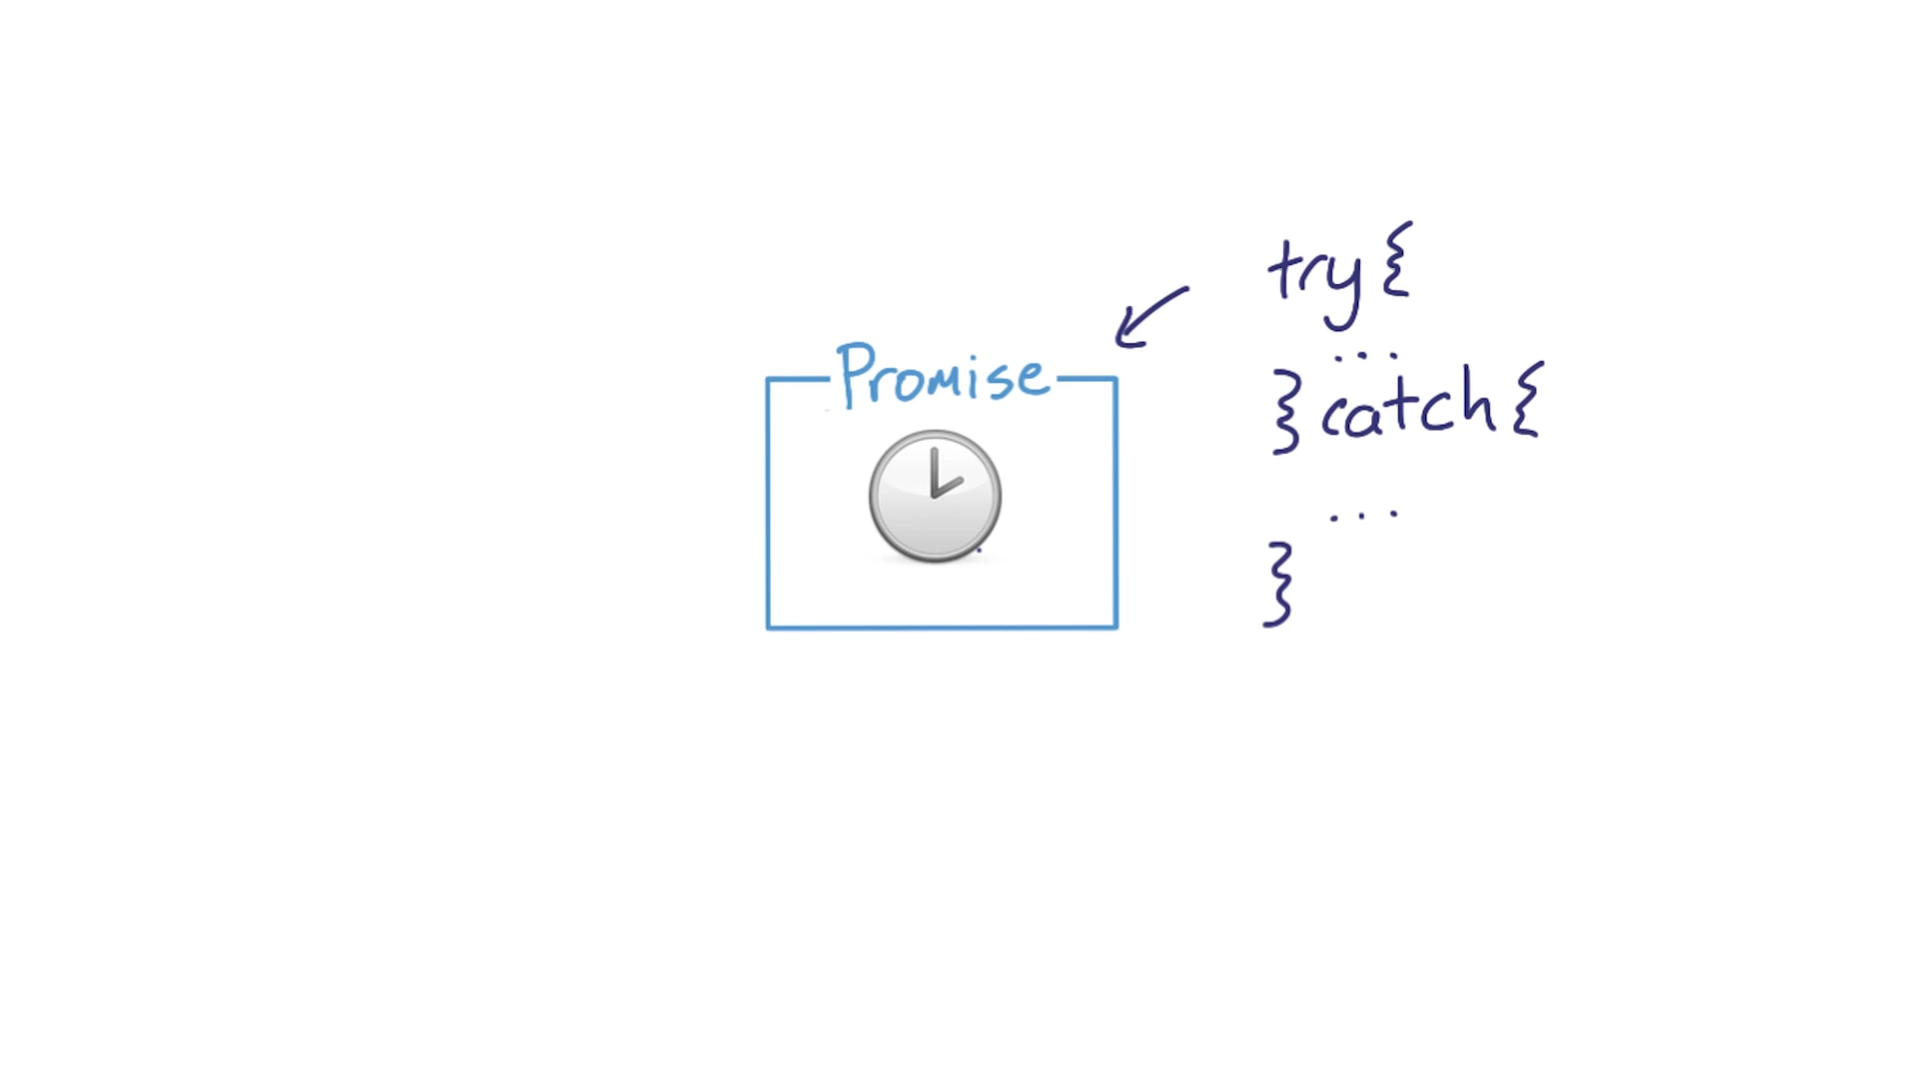 Promise
try{
...
}catch{
...
}